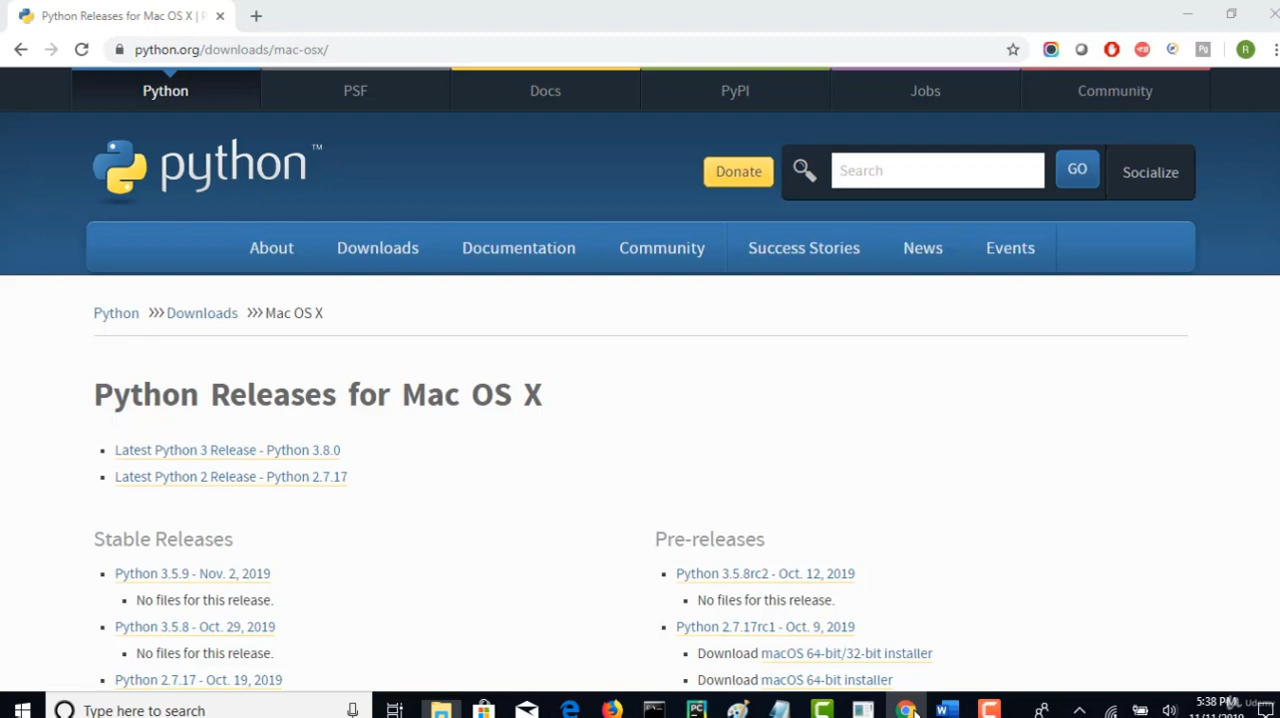 Python Releases for Mac OS X |
python.org/downloads/mac-osx/
R
Python PSF Docs PyPI Jobs Community
python™
Donate Search GO Socialize
About Downloads Documentation Community Success Stories News Events
Python >>> Downloads >>> Mac OS X
Python Releases for Mac OS X
Latest Python 3 Release - Python 3.8.0
Latest Python 2 Release - Python 2.7.17
Stable Releases
Python 3.5.9 - Nov. 2, 2019
No files for this release.
Python 3.5.8 - Oct. 29, 2019
No files for this release.
Python 2.7.17 - Oct. 19, 2019
Pre-releases
Python 3.5.8rc2 - Oct. 12, 2019
No files for this release.
Python 2.7.17rc1 - Oct. 9, 2019
Download macOS 64-bit/32-bit installer
Download macOS 64-bit installer
Type here to search
5:38 PM
Udemy